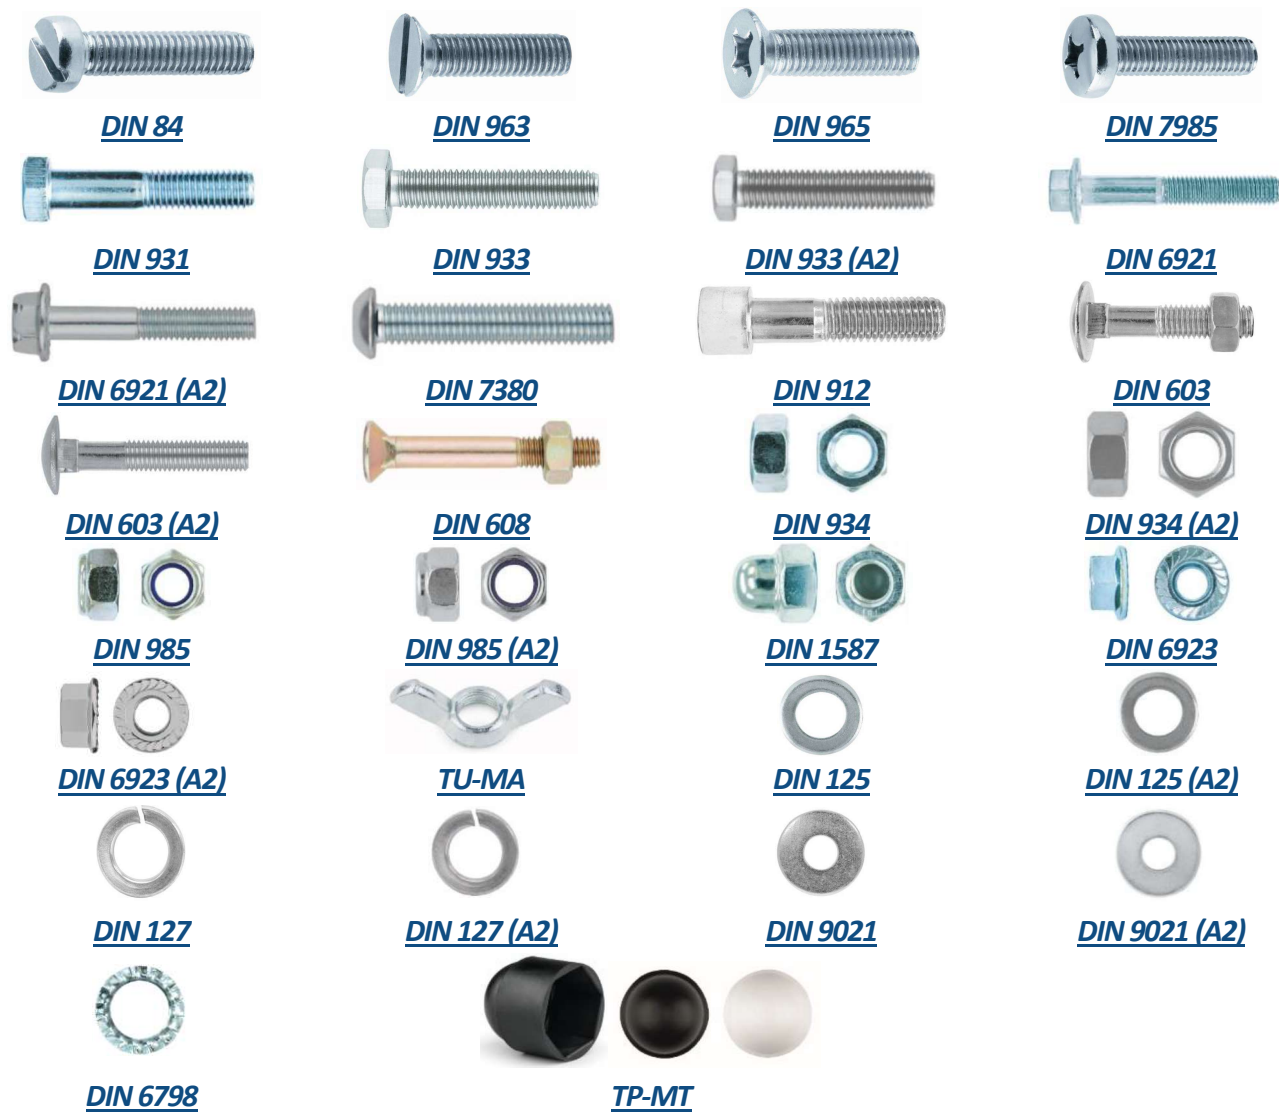 DIN 84
DIN 963
DIN 965
DIN 7985
DIN 931
DIN 933
DIN 933 (A2)
DIN 6921
DIN 6921 (A2)
DIN 7380
DIN 912
DIN 603
DIN 603 (A2)
DIN 608
DIN 934
DIN 934 (A2)
DIN 985
DIN 985 (A2)
DIN 1587
DIN 6923
DIN 6923 (A2)
TU-MA
DIN 125
DIN 125 (A2)
DIN 127
DIN 127 (A2)
DIN 9021
DIN 9021 (A2)
DIN 6798
TP-MT